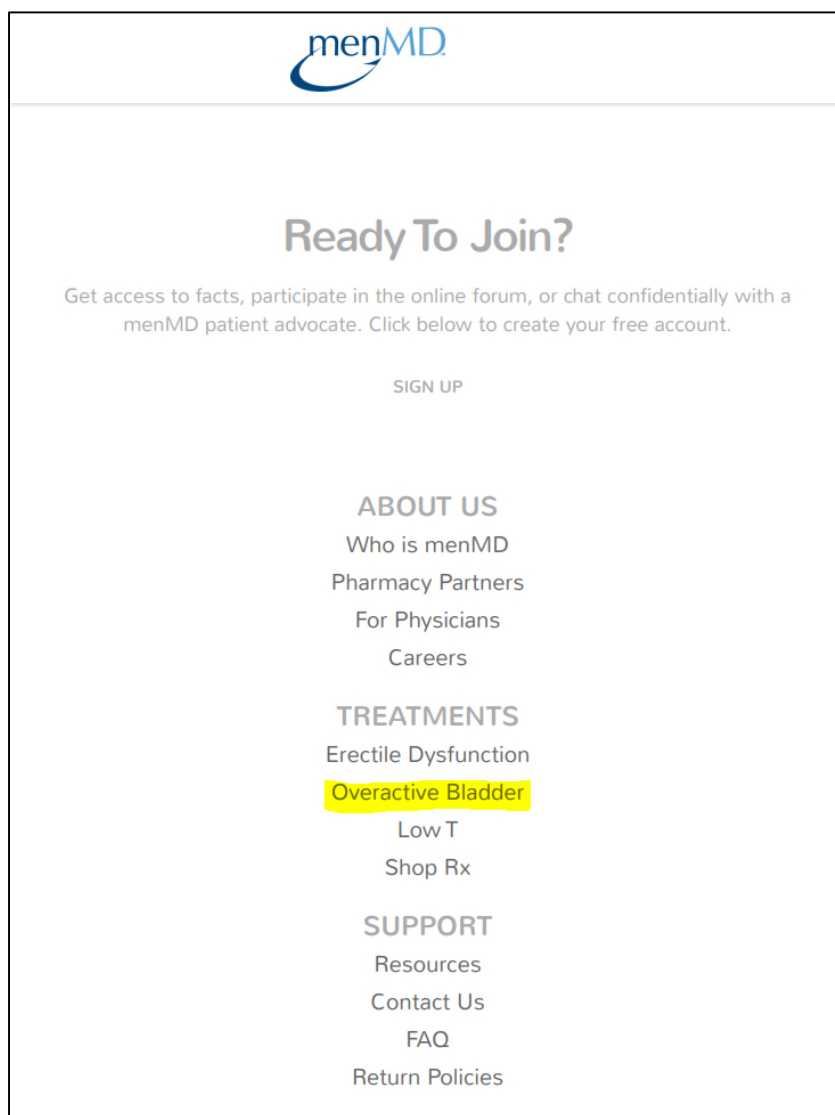 menMD
Ready To Join?
Get access to facts, participate in the online forum, or chat confidentially with a
menMD patient advocate. Click below to create your free account.
SIGN UP
ABOUT US
Who is menMD
Pharmacy Partners
For Physicians
Careers
TREATMENTS
Erectile Dysfunction
Overactive Bladder
Low T
Shop Rx
SUPPORT
Resources
Contact Us
FAQ
Return Policies